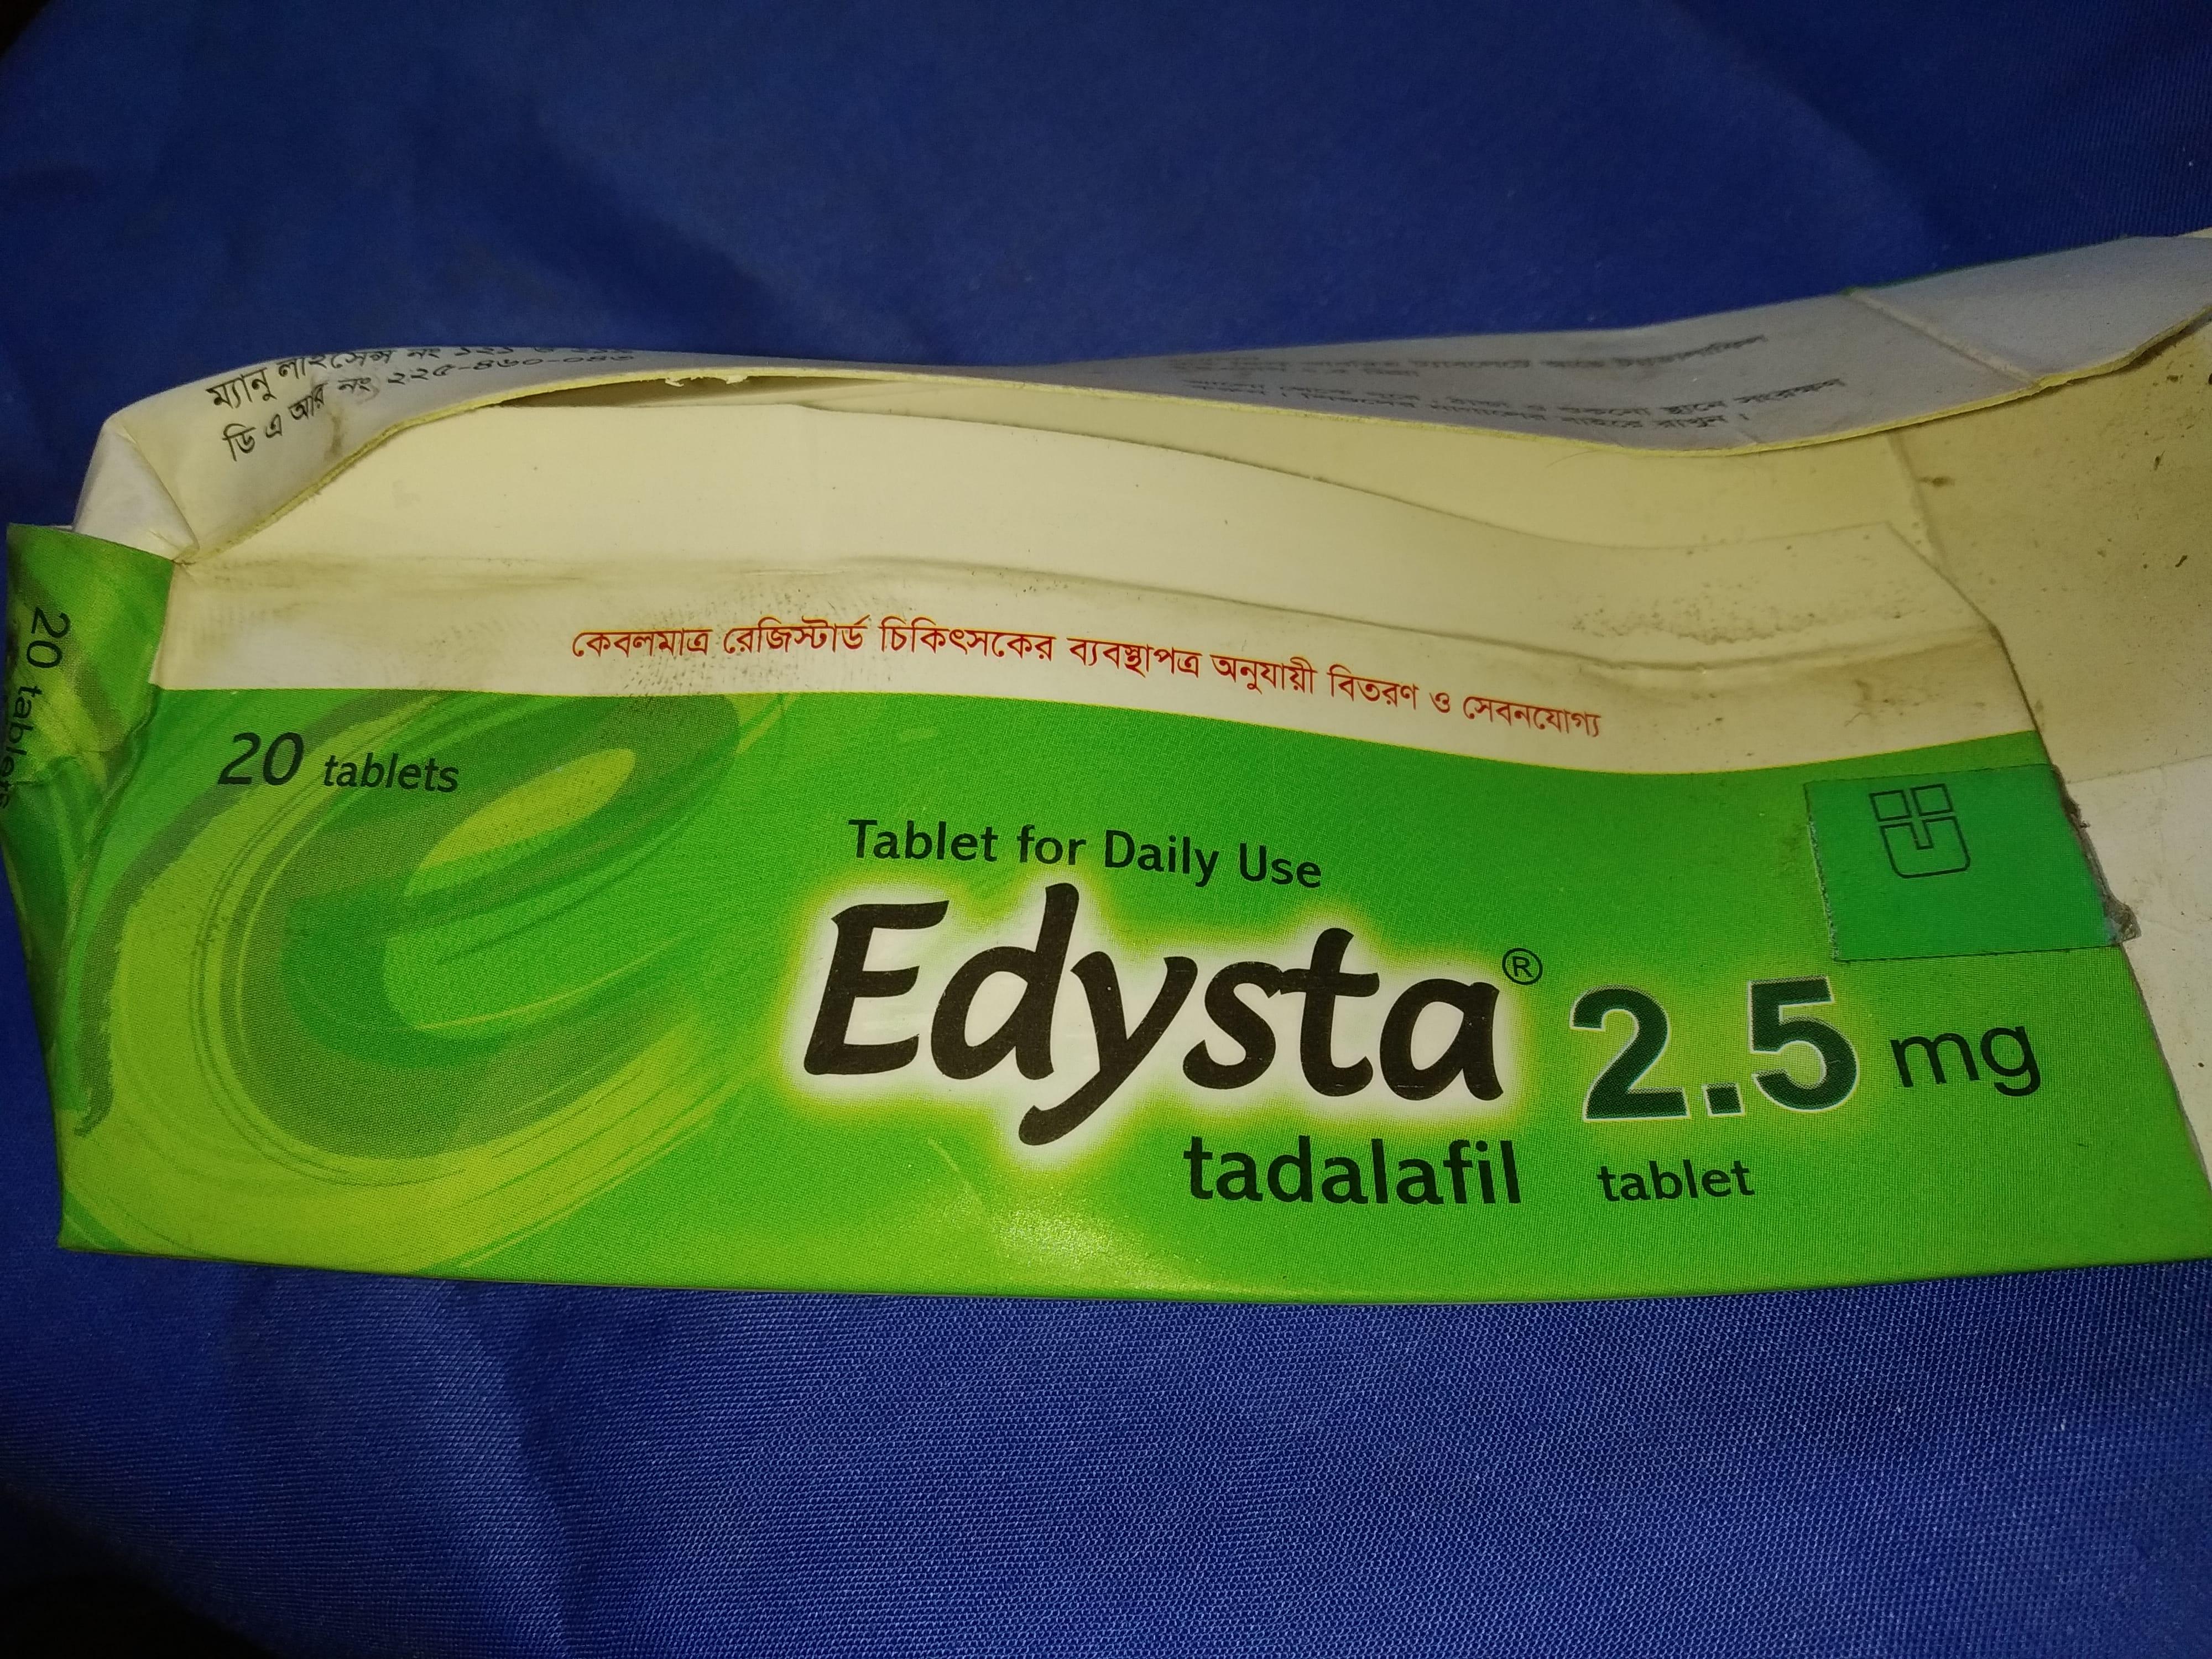 ম্যানু লাইসেন্স নং
ডি এ আর নং ২২৫-৪৬০-০৪৩
কেবলমাত্র রেজিস্টার্ড চিকিৎসকের ব্যবস্থাপত্র অনুযায়ী বিতরণ ও সেবনযোগ্য
20 tablets
20 tablets
Tablet for Daily Use
Edysta® 2.5 mg
tadalafil tablet